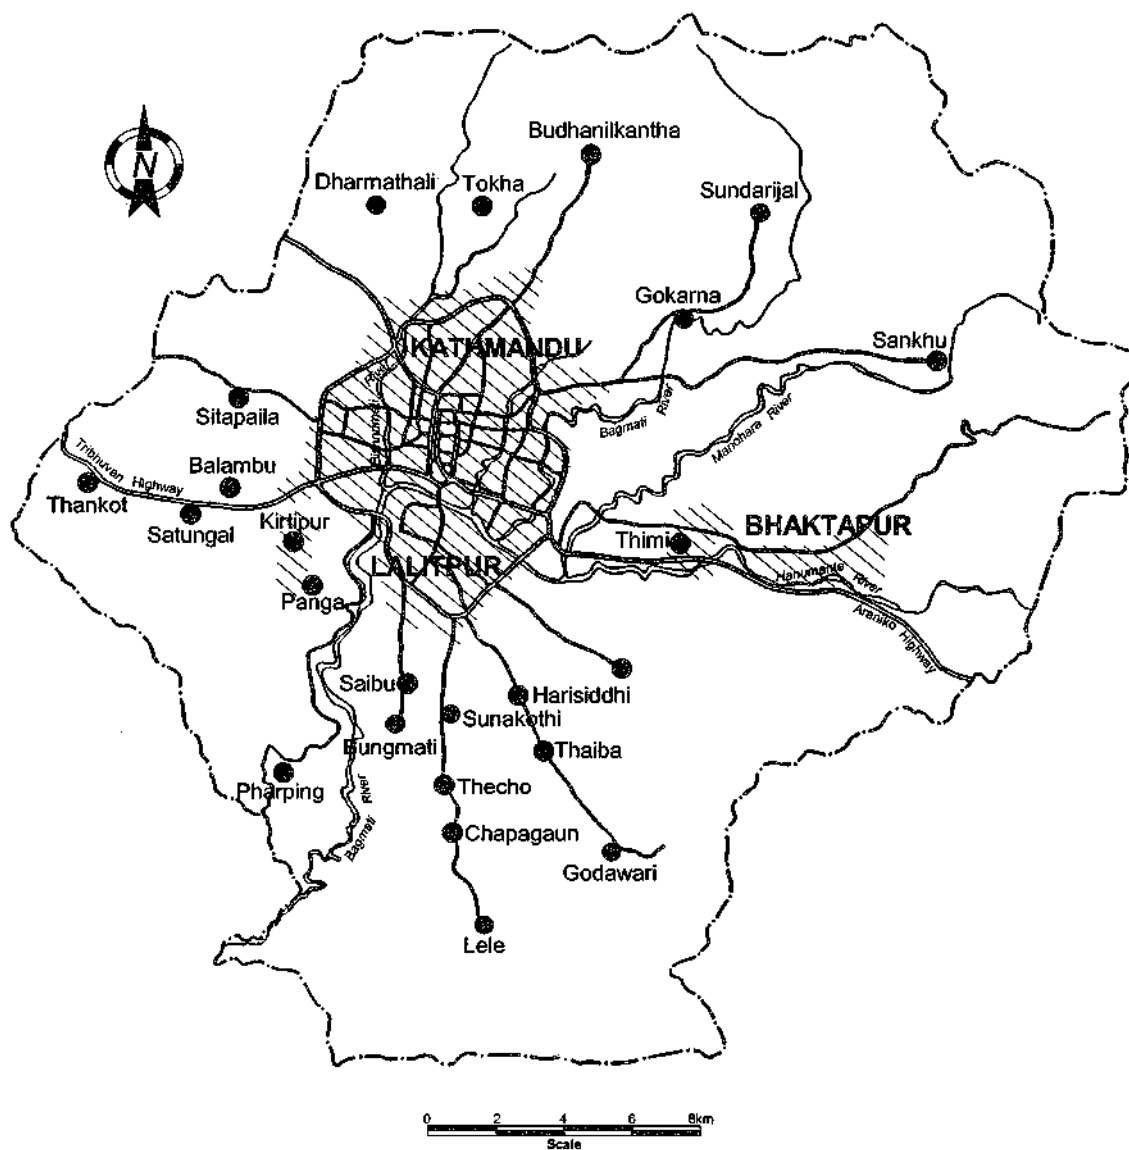 Budhanilkantha
N
Dharmathali
Tokha
Sundarijal
Gokarna
KATHMANDU
Sankhu
River
Sitapaila
Bagmati River
Manohara River
Bishnumati
Tribhuvan Highway
Balambu
Thankot
Satungal
Kirtipur
BHAKTAPUR
Thimi
LALITPUR
Hanumante River
Panga
Araniko Highway
Saibu
Harisiddhi
Sunakothi
Bungmati
Thaiba
Pharping
Thecho
Bagmati River
Chapagaun
Godawari
Lele
0 2 4 6 8km
Scale